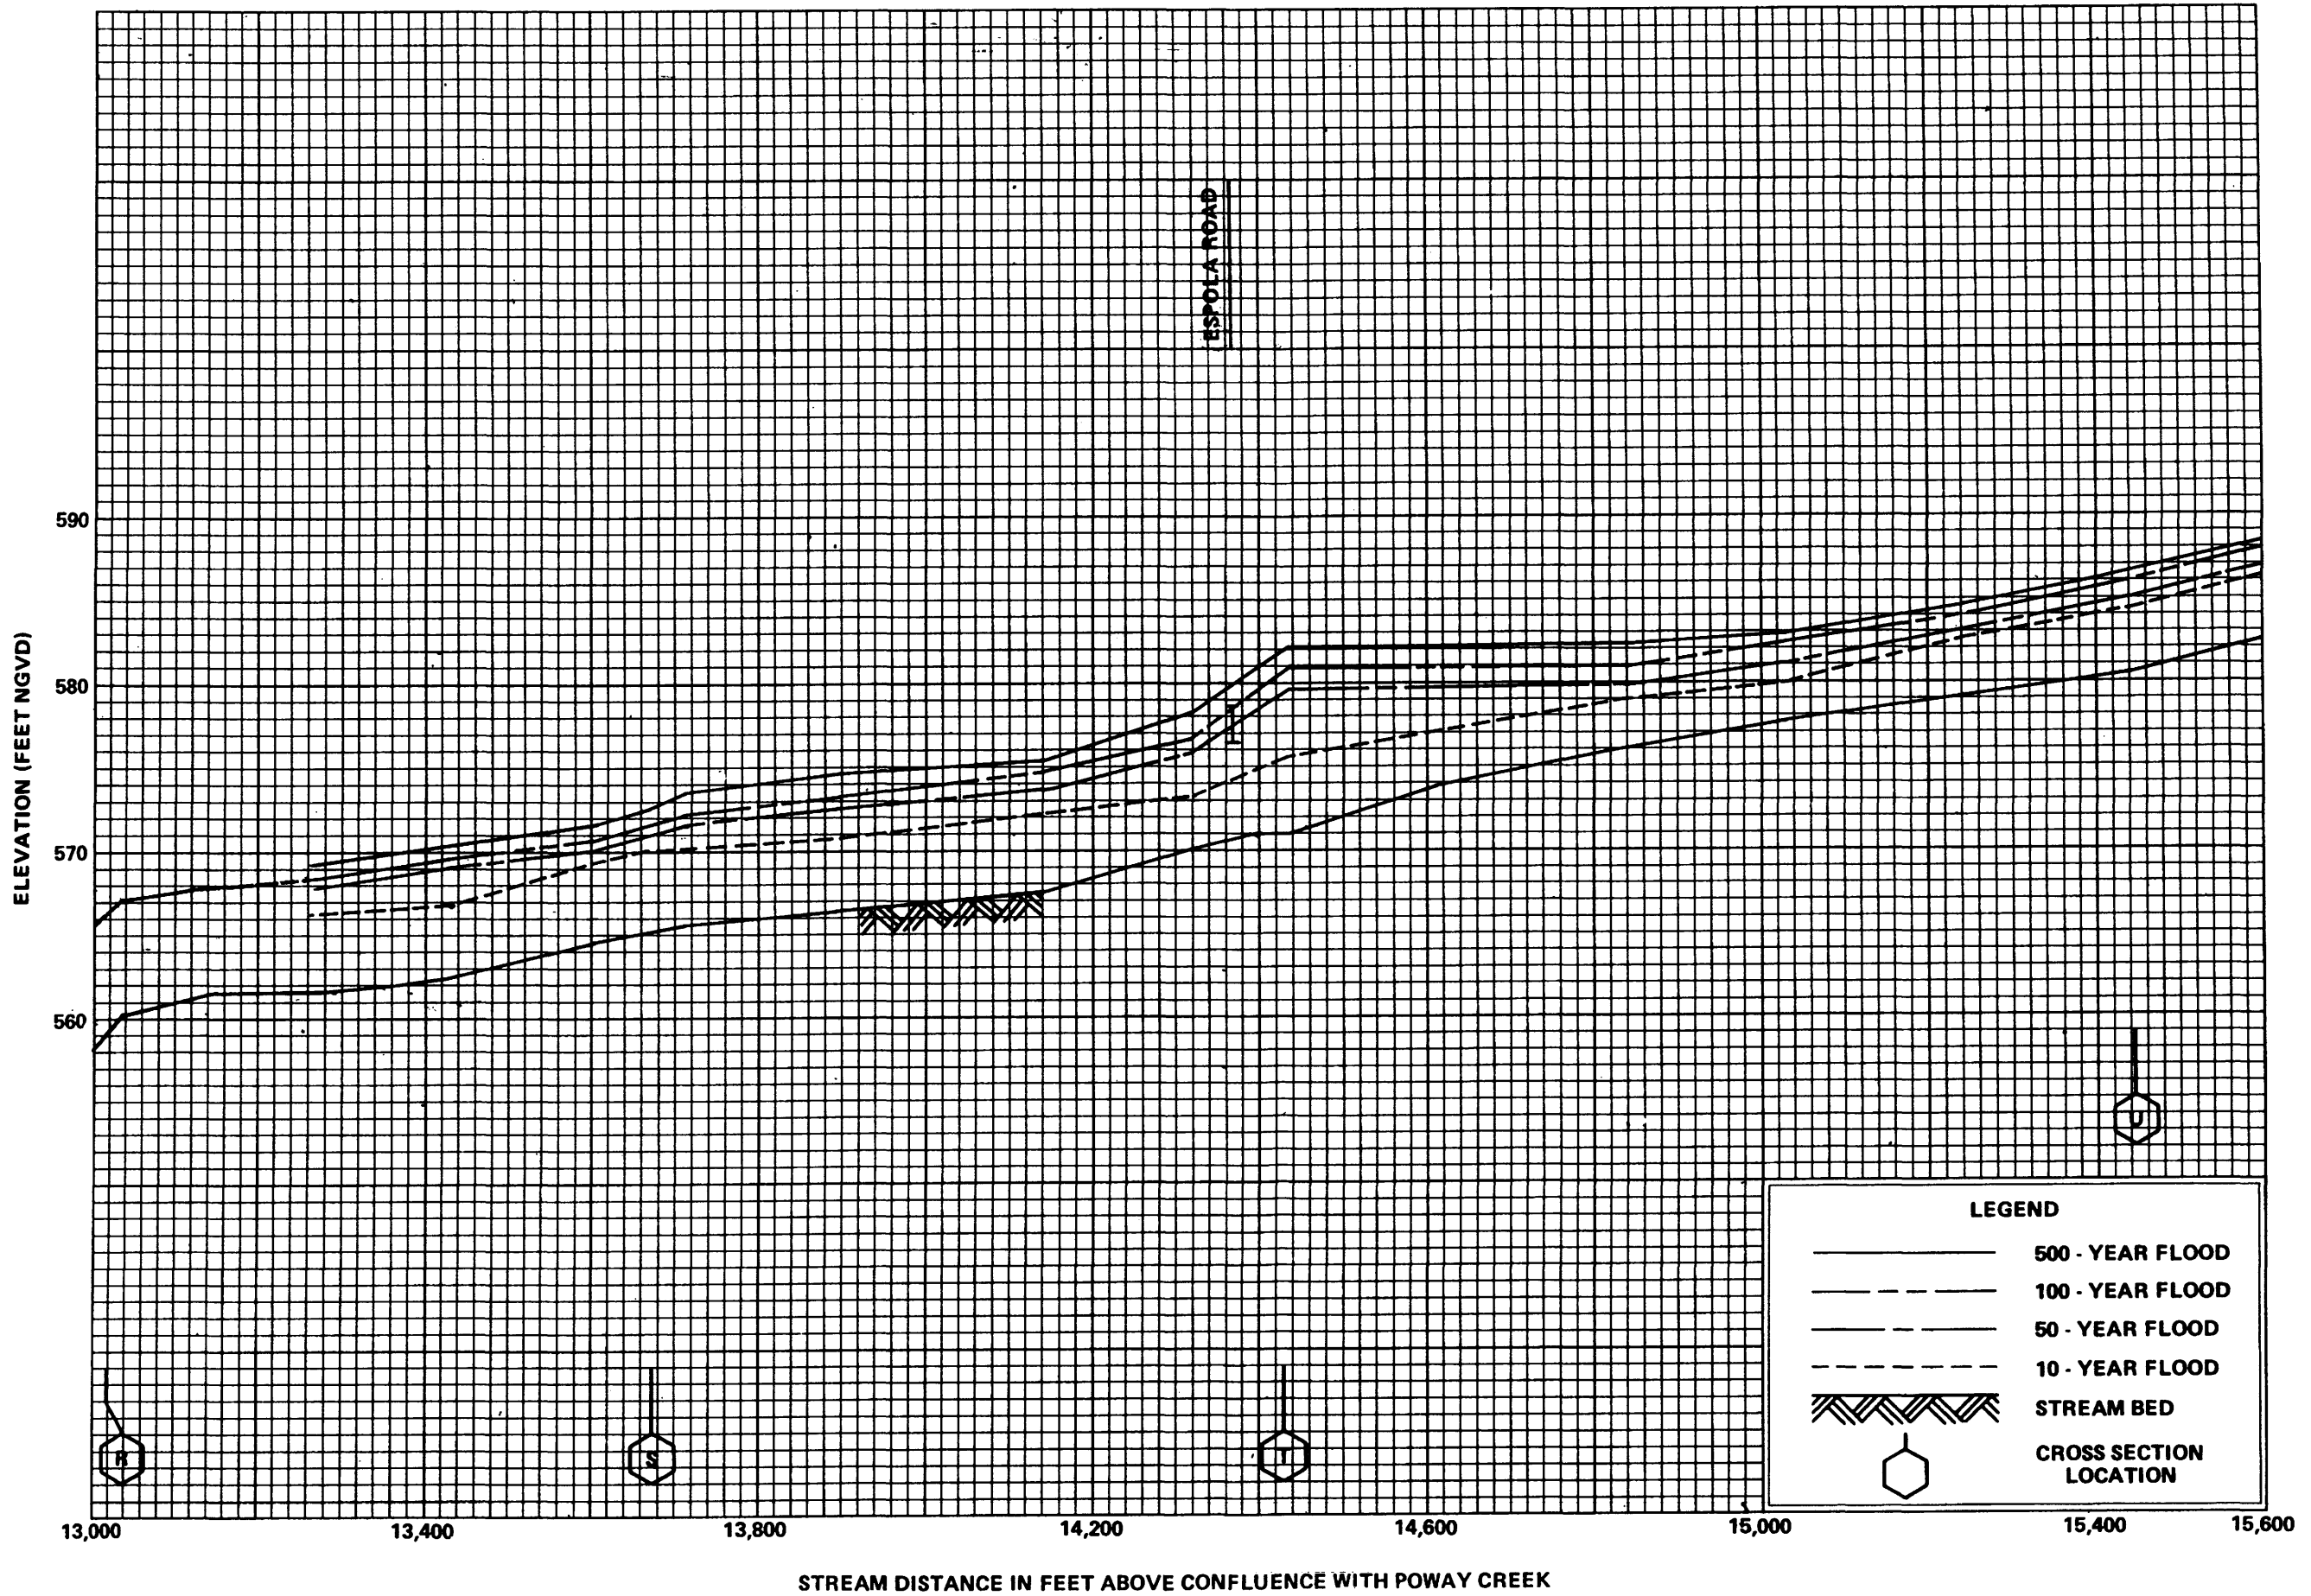 ESPOLA ROAD
ELEVATION (FEET NGVD)
590
580
570
560
R
S
T
U
13,000
13,400
13,800
14,200
14,600
15,000
15,400
15,600
STREAM DISTANCE IN FEET ABOVE CONFLUENCE WITH POWAY CREEK
LEGEND
500 - YEAR FLOOD
100 - YEAR FLOOD
50 - YEAR FLOOD
10 - YEAR FLOOD
STREAM BED
CROSS SECTION
LOCATION